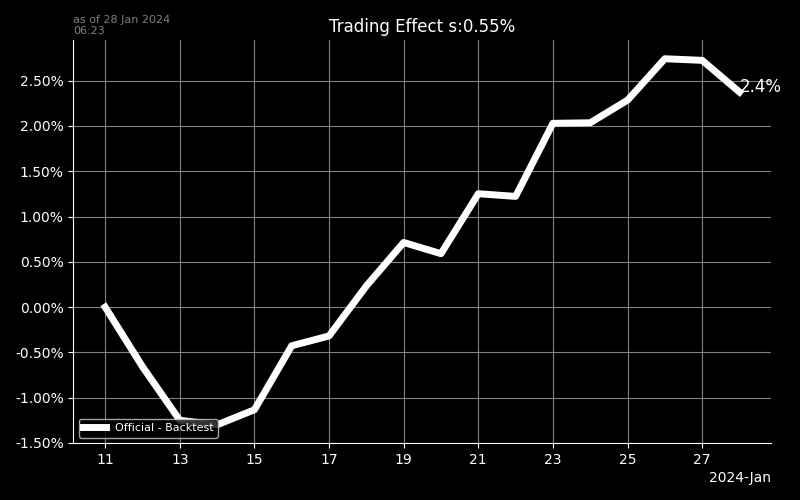 as of 28 Jan 2024
06:23
Trading Effect s:0.55%
2.50%
2.00%
1.50%
1.00%
0.50%
0.00%
-0.50%
-1.00%
-1.50%
2.4%
Official - Backtest
11 13 15 17 19 21 23 25 27
2024-Jan